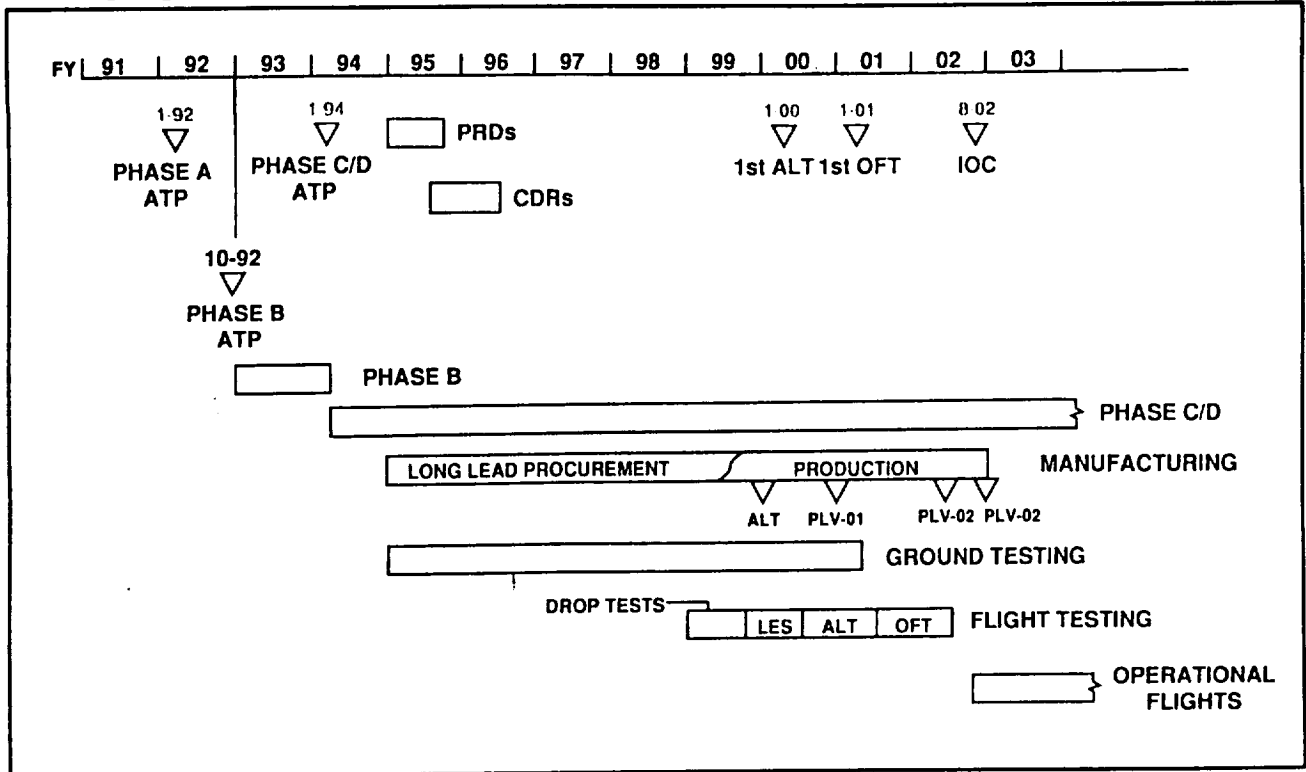 FY 91 92 93 94 95 96 97 98 99 00 01 02 03
1-92
PHASE A
ATP
1 94
PHASE C/D
ATP
PRDs
1 00
1st ALT
1-01
1st OFT
8 02
IOC
CDRs
10-92
PHASE B
ATP
PHASE B
PHASE C/D
LONG LEAD PROCUREMENT PRODUCTION MANUFACTURING
ALT PLV-01 PLV-02 PLV-02
GROUND TESTING
DROP TESTS
LES ALT OFT FLIGHT TESTING
OPERATIONAL
FLIGHTS